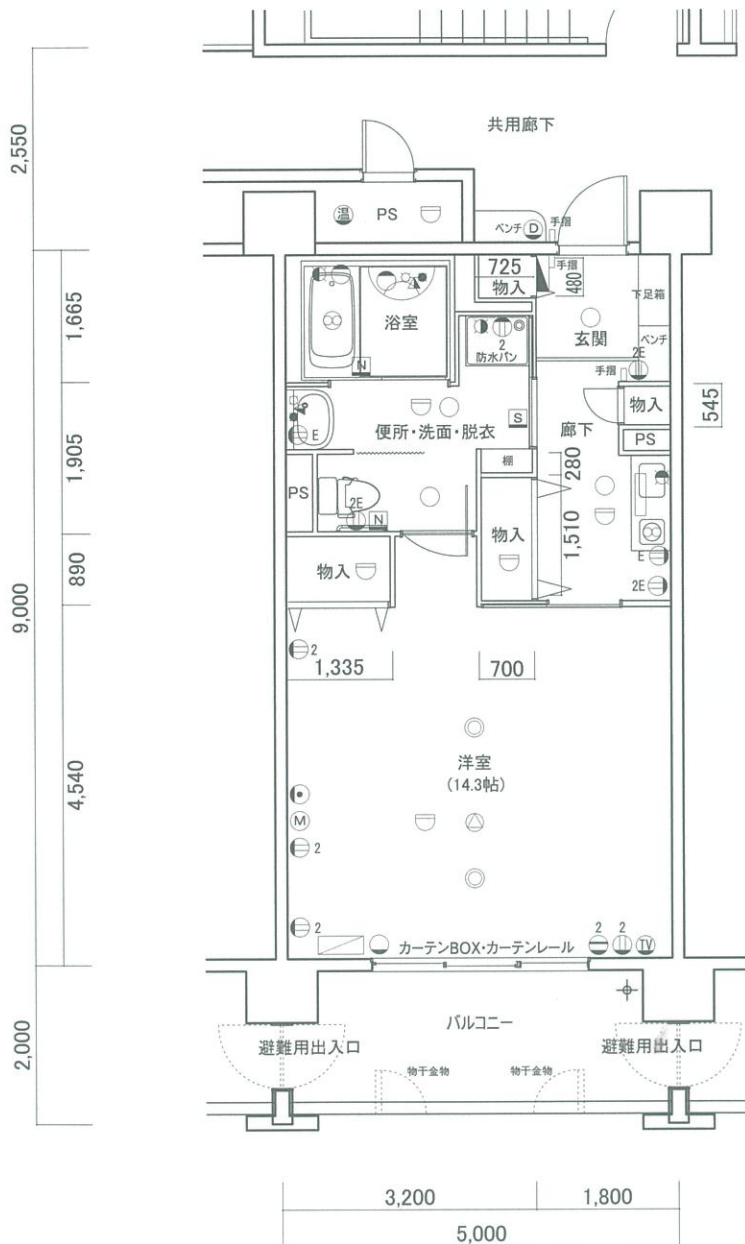 共用廊下
2,550
温 PS
ベンチ D
手摺
725
物入
手摺
480
下足箱
浴室
玄関
1,665
2
防水パン
ベンチ
2E
N
手摺
物入
545
S
E
便所・洗面・脱衣
廊下
PS
1,905
棚
280
PS
2E
N
物入
1,510
物入
E
890
2E
9,000
2
1,335
700
洋室
(14.3帖)
4,540
M
2
2
カーテンBOX・カーテンレール
2
2
TV
バルコニー
2,000
避難用出入口
避難用出入口
物干金物
物干金物
3,200
1,800
5,000